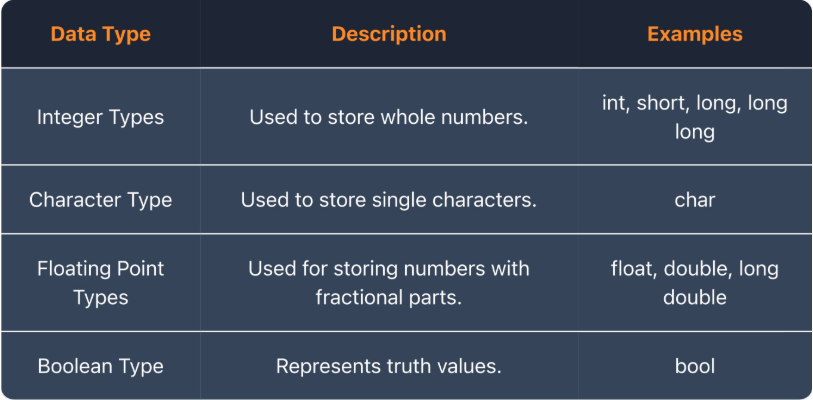 Data Type Description Examples
Integer Types Used to store whole numbers. int, short, long, long
long
Character Type Used to store single characters. char
Floating Point
Types
Used for storing numbers with
fractional parts.
float, double, long
double
Boolean Type Represents truth values. bool